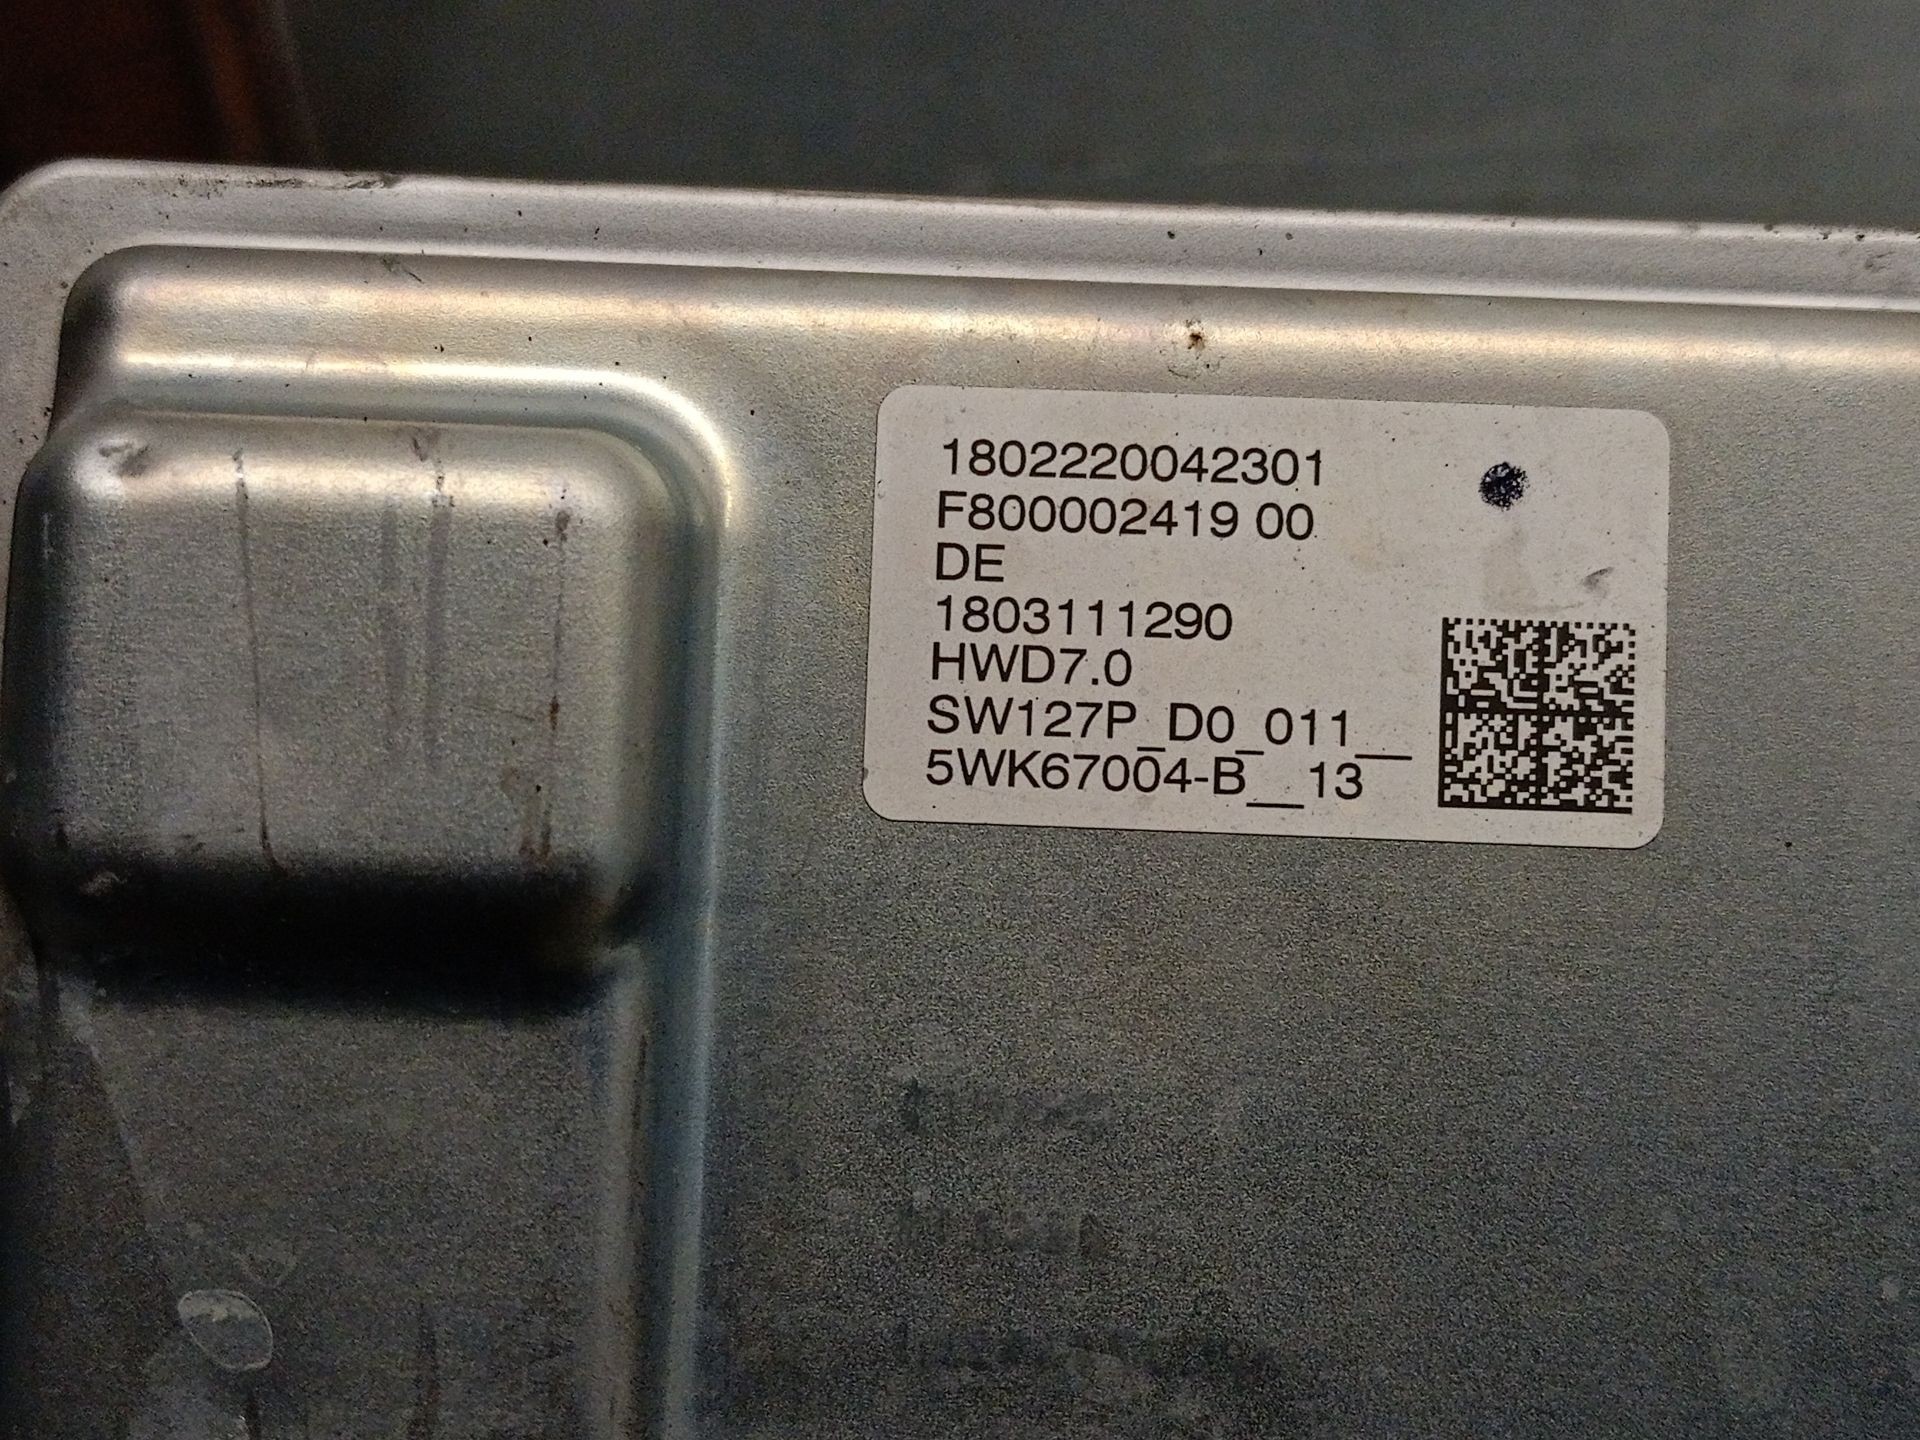 1802220042301
F800002419 00
DE
1803111290
HWD7.0
SW127P_D0_011__
5WK67004-B__13